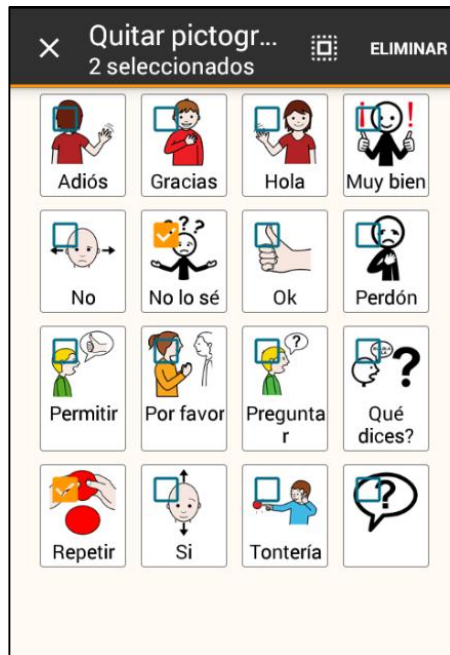 Quitar pictogr...
2 seleccionados
ELIMINAR
Adiós
Gracias
Hola
Muy bien
No
No lo sé
Ok
Perdón
Permitir
Por favor
Pregunta
r
Qué
dices?
Repetir
Si
Tontería